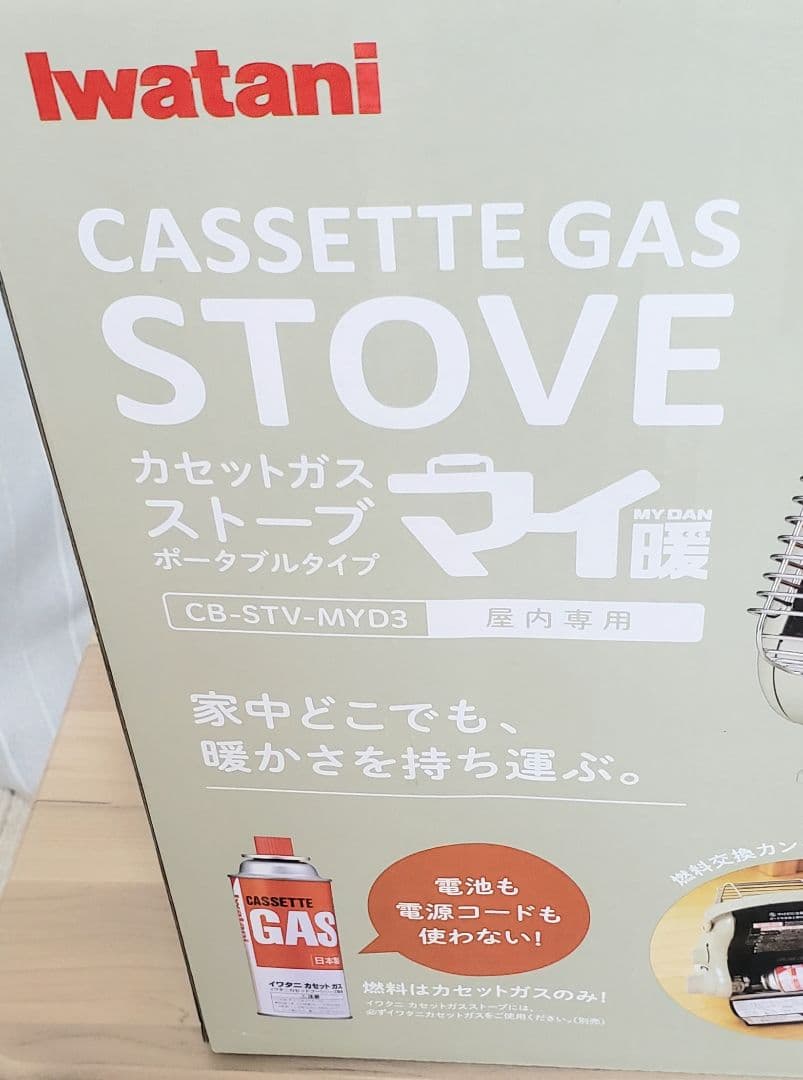 Iwatani
CASSETTE GAS
STOVE
カセットガス
ストーブ
ポータブルタイプ
マイ暖
MY DAN
CB-STV-MYD3 屋内専用
家中どこでも、
暖かさを持ち運ぶ。
電池も
電源コードも
使わない!
CASSETTE
GAS
Iwatani
日本製
イワタニ カセットガス
燃料はカセットガスのみ!
イワタニ カセットガスストーブには、
必ずイワタニカセットガスをご使用ください。(別売)
燃料交換カン